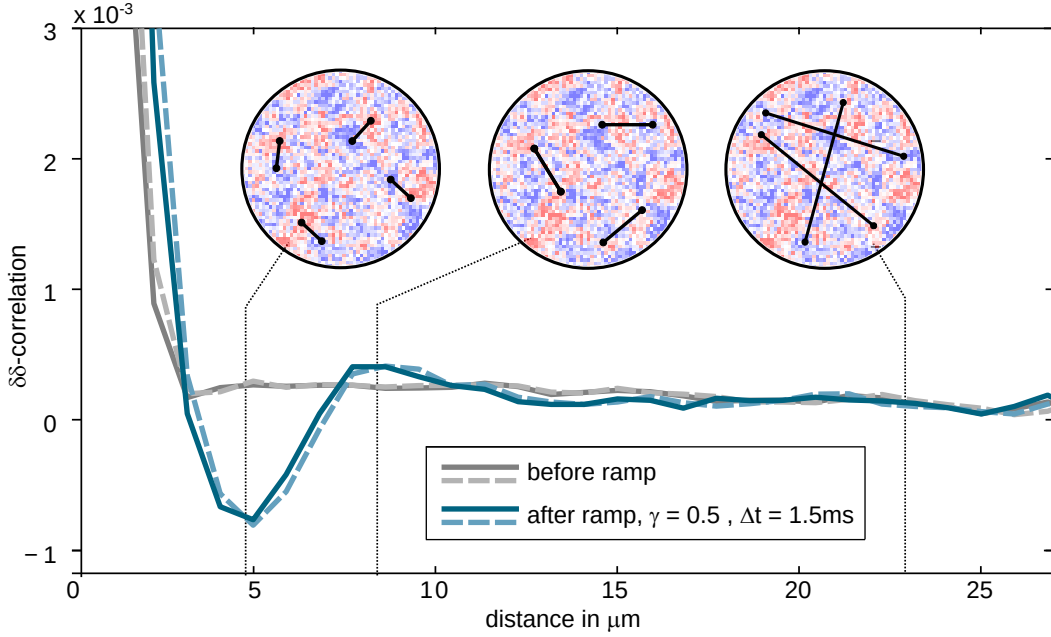 x 10⁻³
3
2
1
0
− 1
δδ-correlation
before ramp
after ramp, γ = 0.5 , Δt = 1.5ms
0 5 10 15 20 25
distance in μm